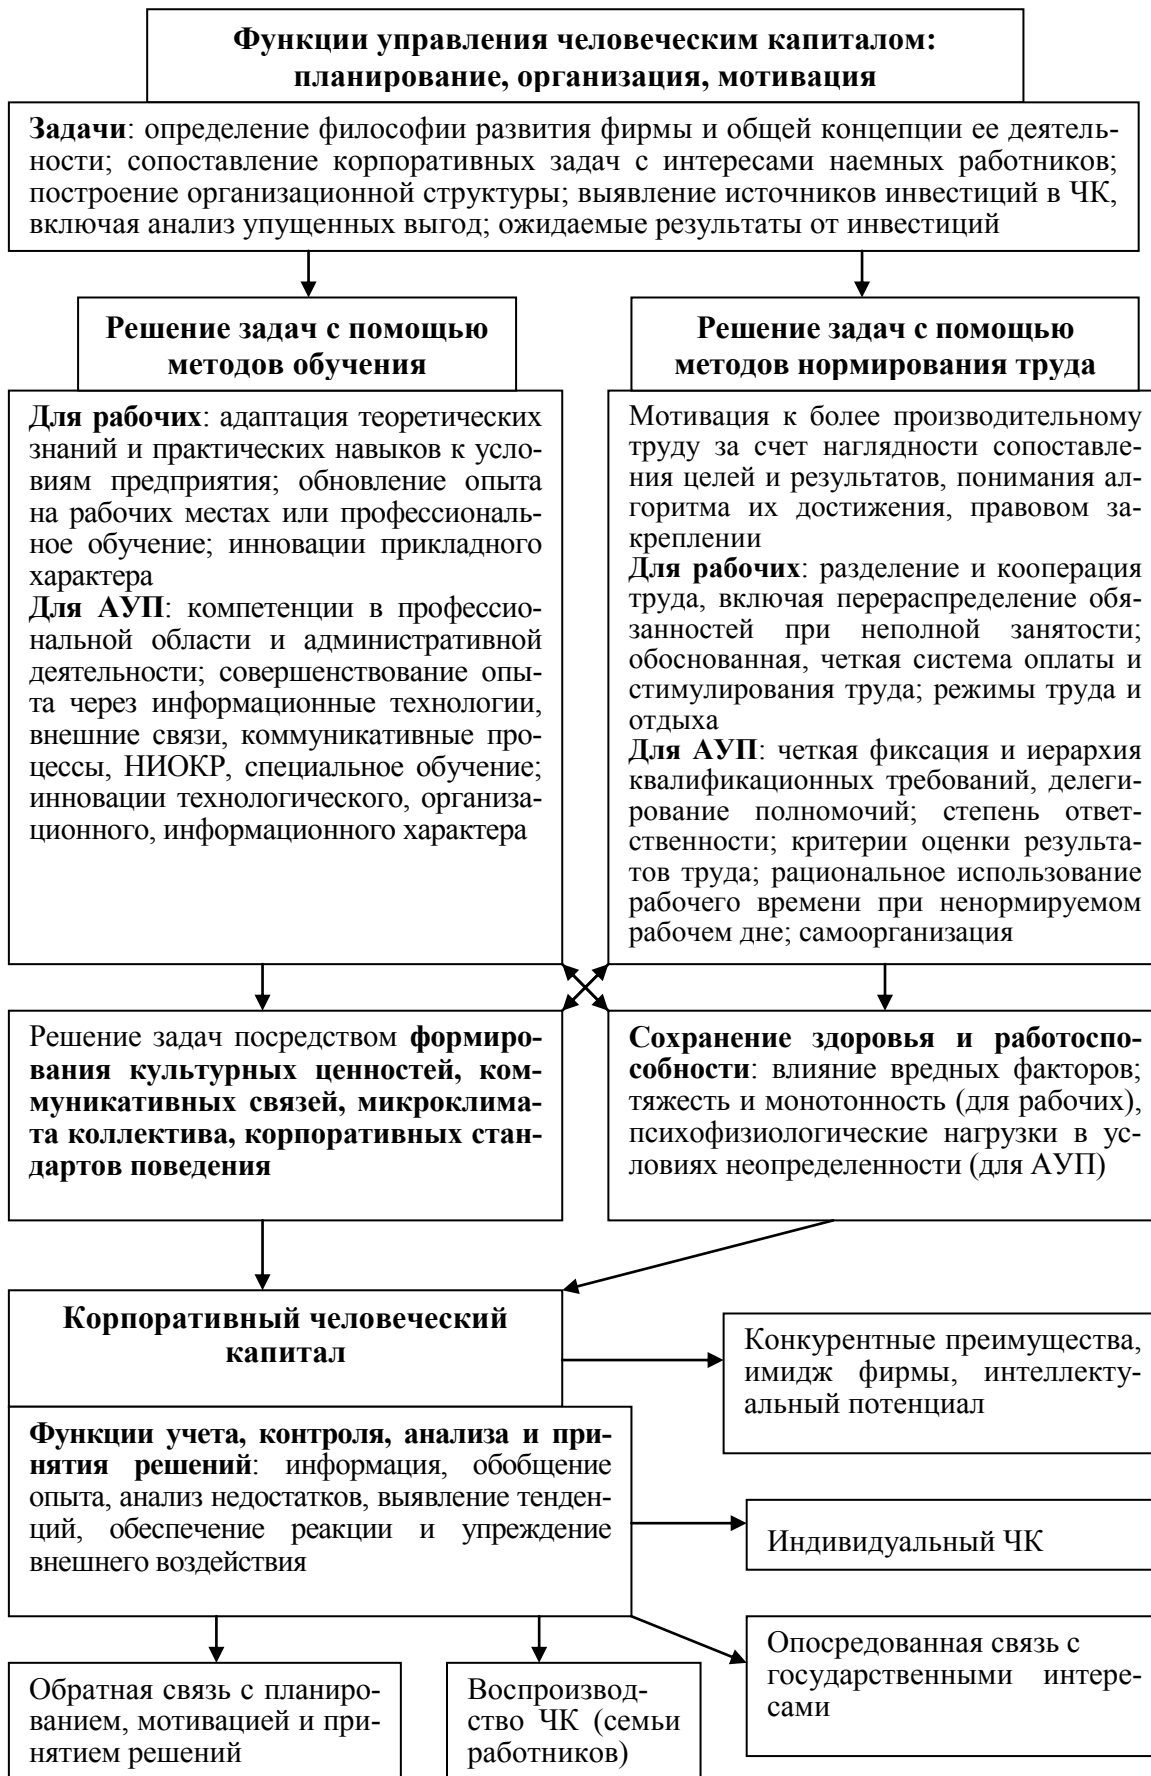 Функции управления человеческим капиталом:
планирование, организация, мотивация
Задачи: определение философии развития фирмы и общей концепции ее деятель-
ности; сопоставление корпоративных задач с интересами наемных работников;
построение организационной структуры; выявление источников инвестиций в ЧК,
включая анализ упущенных выгод; ожидаемые результаты от инвестиций
Решение задач с помощью
методов обучения
Для рабочих: адаптация теоретических
знаний и практических навыков к усло-
виям предприятия; обновление опыта
на рабочих местах или профессиональ-
ное обучение; инновации прикладного
характера
Для АУП: компетенции в профессио-
нальной области и административной
деятельности; совершенствование опы-
та через информационные технологии,
внешние связи, коммуникативные про-
цессы, НИОКР, специальное обучение;
инновации технологического, организа-
ционного, информационного характера
Решение задач с помощью
методов нормирования труда
Мотивация к более производительному
труду за счет наглядности сопоставле-
ния целей и результатов, понимания ал-
горитма их достижения, правовом за-
креплении
Для рабочих: разделение и кооперация
труда, включая перераспределение обя-
занностей при неполной занятости;
обоснованная, четкая система оплаты и
стимулирования труда; режимы труда и
отдыха
Для АУП: четкая фиксация и иерархия
квалификационных требований, делеги-
рование полномочий; степень ответ-
ственности; критерии оценки результа-
тов труда; рациональное использование
рабочего времени при ненормируемом
рабочем дне; самоорганизация
Решение задач посредством формиро-
вания культурных ценностей, ком-
муникативных связей, микроклима-
та коллектива, корпоративных стан-
дартов поведения
Сохранение здоровья и работоспо-
собности: влияние вредных факторов;
тяжесть и монотонность (для рабочих),
психофизиологические нагрузки в ус-
ловиях неопределенности (для АУП)
Корпоративный человеческий
капитал
Конкурентные преимущества,
имидж фирмы, интеллекту-
альный потенциал
Функции учета, контроля, анализа и при-
нятия решений: информация, обобщение
опыта, анализ недостатков, выявление тенден-
ций, обеспечение реакции и упреждение
внешнего воздействия
Индивидуальный ЧК
Опосредованная связь с
государственными интере-
сами
Обратная связь с планиро-
ванием, мотивацией и при-
нятием решений
Воспроизвод-
ство ЧК (семьи
работников)